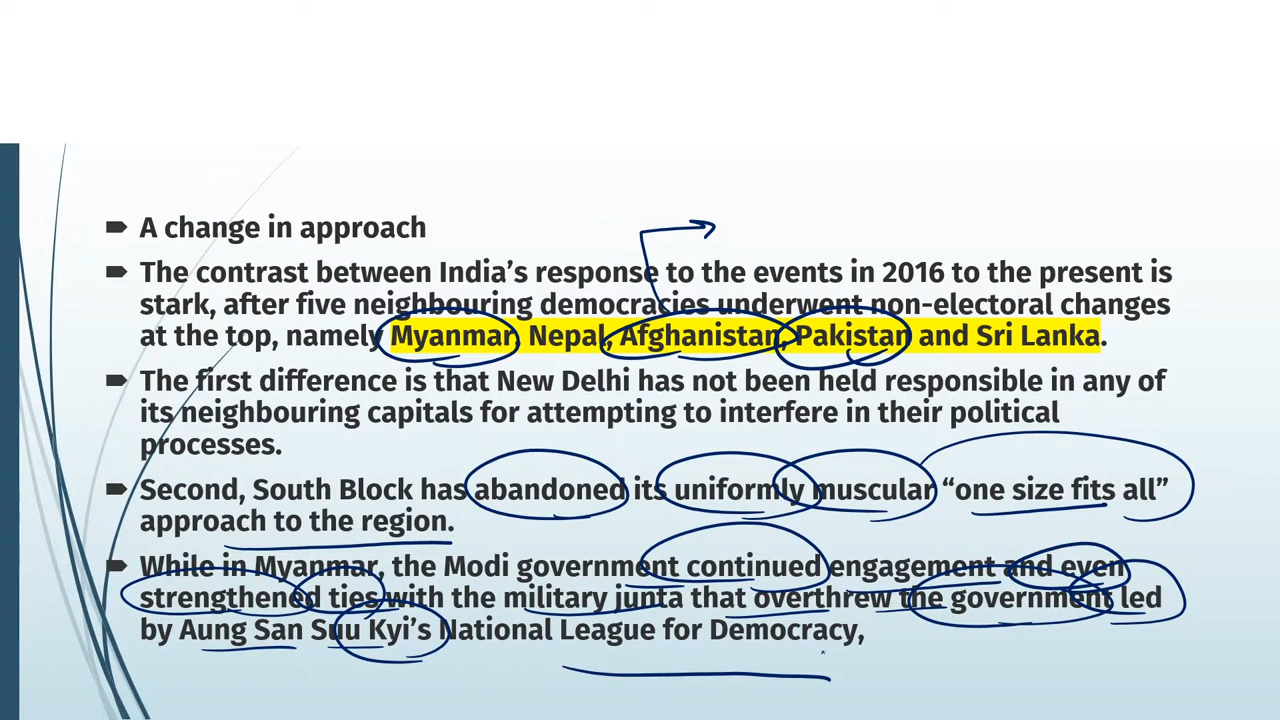 A change in approach
The contrast between India’s response to the events in 2016 to the present is
stark, after five neighbouring democracies underwent non-electoral changes
at the top, namely Myanmar, Nepal, Afghanistan, Pakistan and Sri Lanka.
The first difference is that New Delhi has not been held responsible in any of
its neighbouring capitals for attempting to interfere in their political
processes.
Second, South Block has abandoned its uniformly muscular “one size fits all”
approach to the region.
While in Myanmar, the Modi government continued engagement and even
strengthened ties with the military junta that overthrew the government led
by Aung San Suu Kyi’s National League for Democracy,